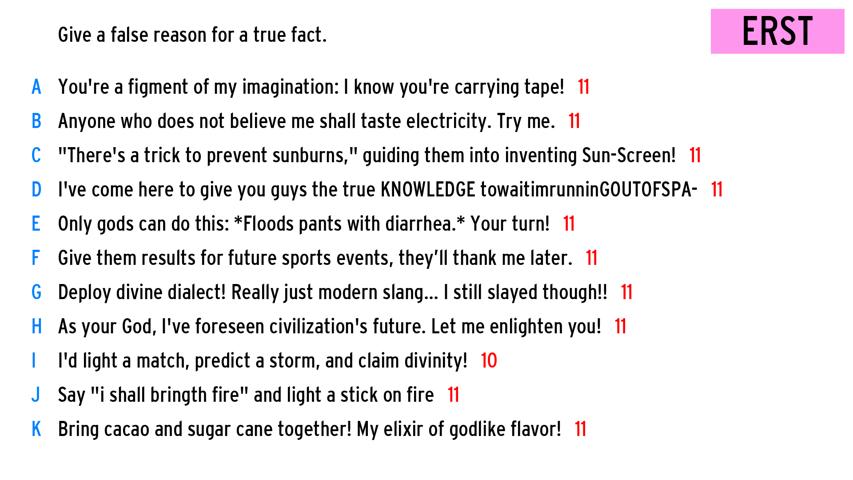 Give a false reason for a true fact.
ERST
A You're a figment of my imagination: I know you're carrying tape! 11
B Anyone who does not believe me shall taste electricity. Try me. 11
C "There's a trick to prevent sunburns," guiding them into inventing Sun-Screen! 11
D I've come here to give you guys the true KNOWLEDGE towaitimrunninGOUTOFSPA- 11
E Only gods can do this: *Floods pants with diarrhea.* Your turn! 11
F Give them results for future sports events, they’ll thank me later. 11
G Deploy divine dialect! Really just modern slang... I still slayed though!! 11
H As your God, I've foreseen civilization's future. Let me enlighten you! 11
I I'd light a match, predict a storm, and claim divinity! 10
J Say "i shall bringth fire" and light a stick on fire 11
K Bring cacao and sugar cane together! My elixir of godlike flavor! 11